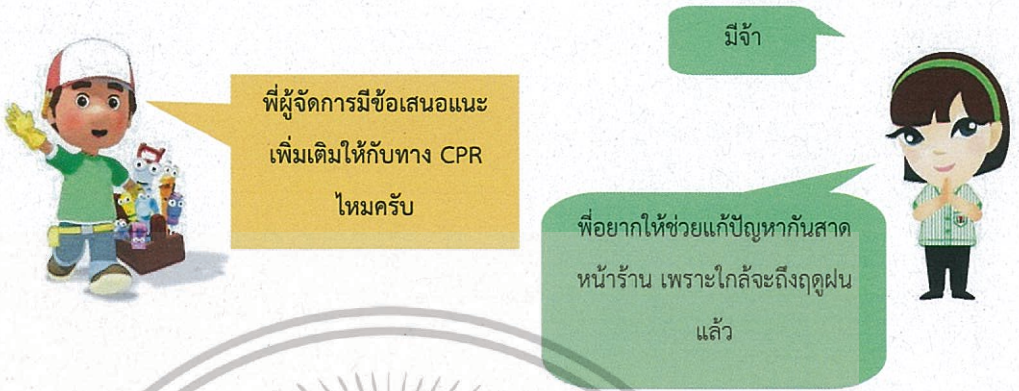 พี่ผู้จัดการมีข้อเสนอแนะ
เพิ่มเติมให้กับทาง CPR
ไหมครับ
มีจ้า
พี่อยากให้ช่วยแก้ปัญหากันสาด
หน้าร้าน เพราะใกล้จะถึงฤดูฝน
แล้ว